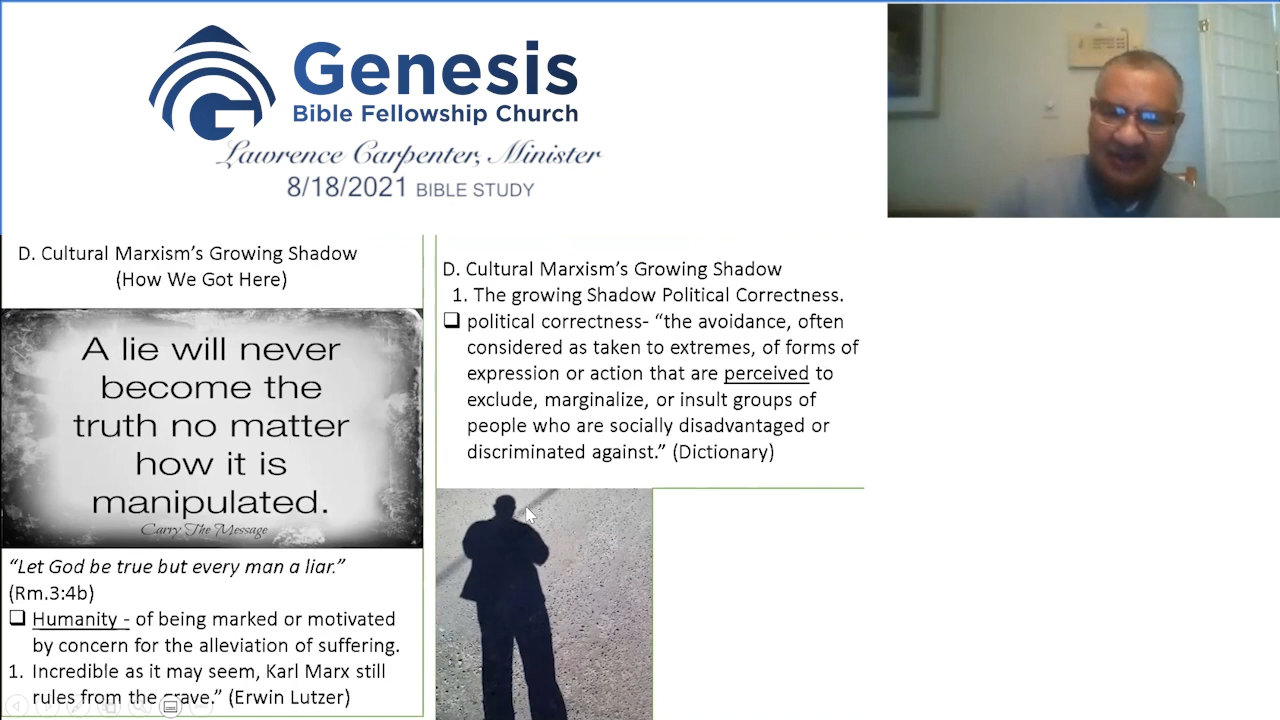 Genesis
Bible Fellowship Church
Lawrence Carpenter, Minister
8/18/2021 BIBLE STUDY
D. Cultural Marxism’s Growing Shadow
(How We Got Here)
A lie will never
become the
truth no matter
how it is
manipulated.
Carry The Message
“Let God be true but every man a liar.”
(Rm.3:4b)
❑ Humanity - of being marked or motivated
by concern for the alleviation of suffering.
1. Incredible as it may seem, Karl Marx still
rules from the grave.” (Erwin Lutzer)
D. Cultural Marxism’s Growing Shadow
1. The growing Shadow Political Correctness.
❑ political correctness- “the avoidance, often
considered as taken to extremes, of forms of
expression or action that are perceived to
exclude, marginalize, or insult groups of
people who are socially disadvantaged or
discriminated against.” (Dictionary)